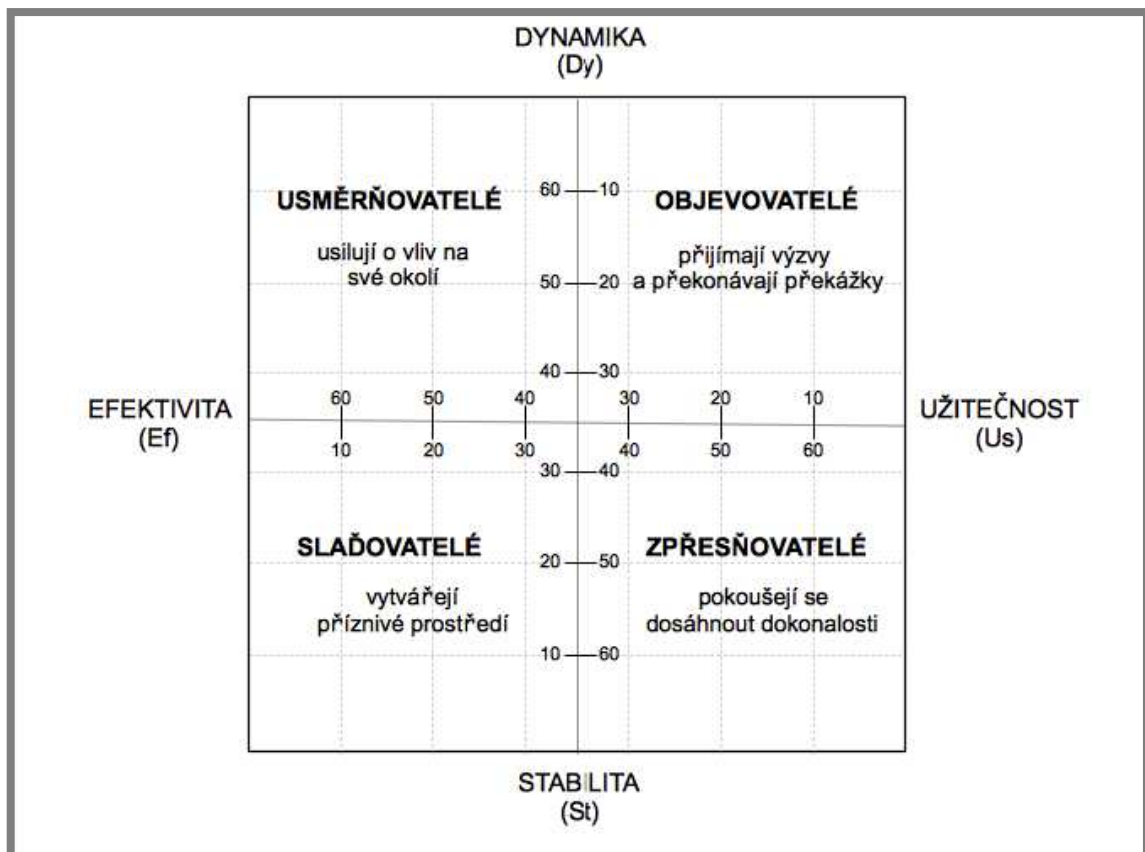 DYNAMIKA
(Dy)
USMĚRŇOVATELÉ
usilují o vliv na
své okolí
OBJEVOVATELÉ
přijímají výzvy
a překonávají překážky
60 10
50 20
40 30
EFEKTIVITA
(Ef)
60 50 40 30 20 10
10 20 30 40 50 60
UŽITEČNOST
(Us)
30 40
20 50
10 60
SLAĎOVATELÉ
vytvářejí
příznivé prostředí
ZPŘESŇOVATELÉ
pokoušejí se
dosáhnout dokonalosti
STABILITA
(St)